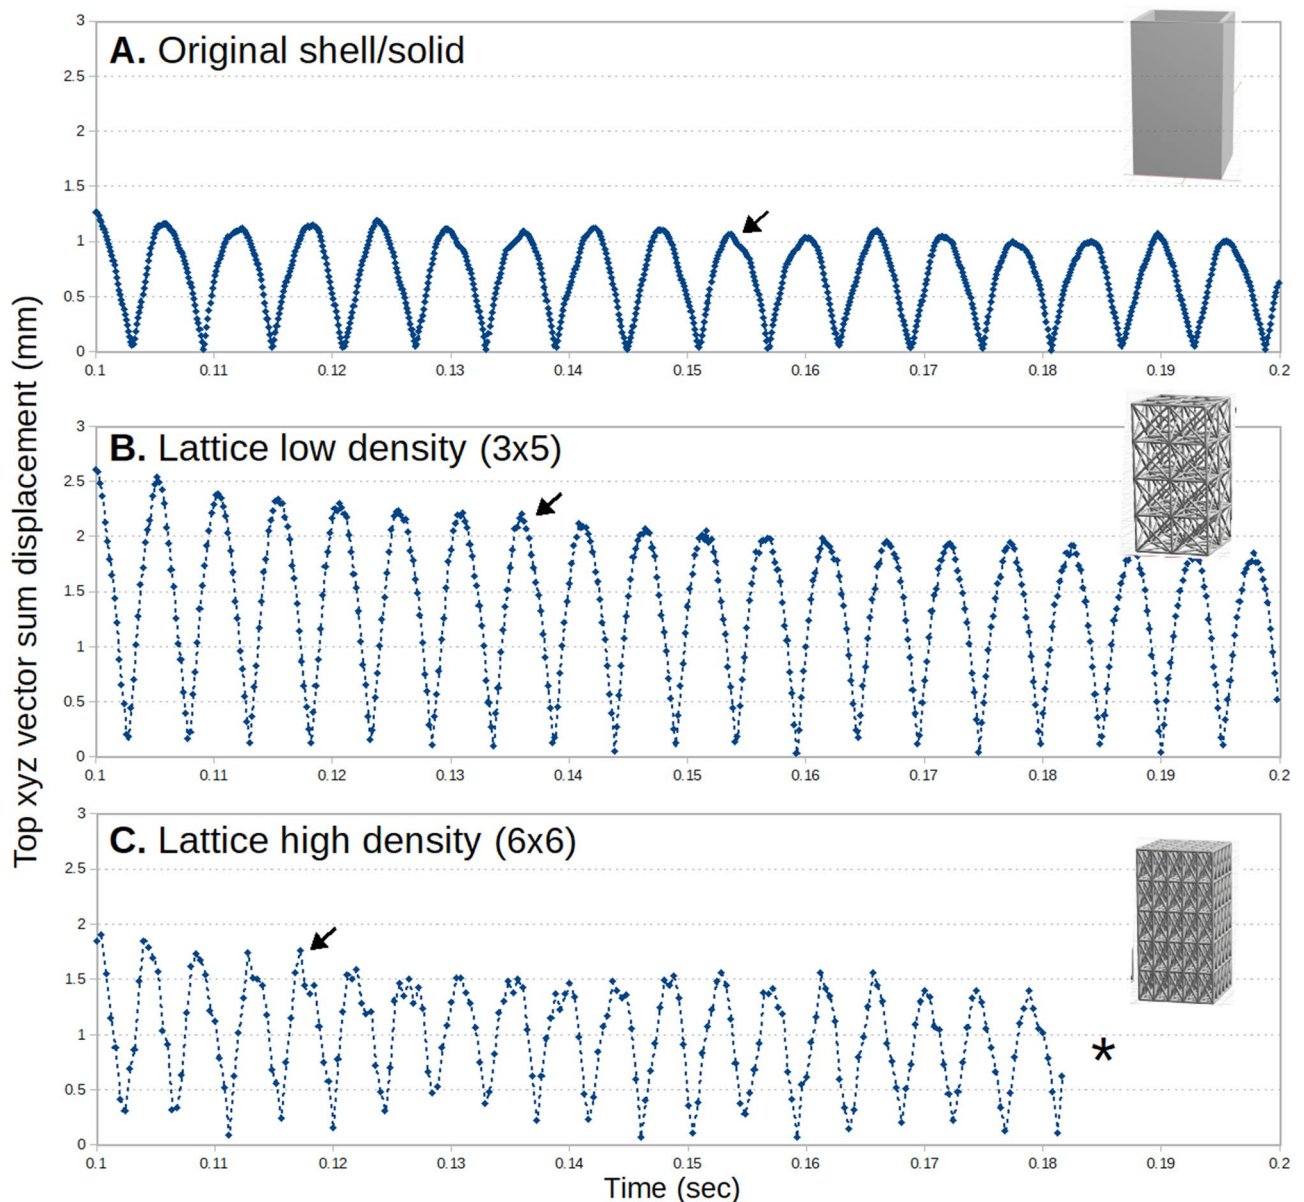 A. Original shell/solid
3
2.5
2
1.5
1
0.5
0
0.1 0.11 0.12 0.13 0.14 0.15 0.16 0.17 0.18 0.19 0.2
Top xyz vector sum displacement (mm)
B. Lattice low density (3x5)
3
2.5
2
1.5
1
0.5
0
0.1 0.11 0.12 0.13 0.14 0.15 0.16 0.17 0.18 0.19 0.2
C. Lattice high density (6x6)
3
2.5
2
1.5
1
0.5
0
*
0.1 0.11 0.12 0.13 0.14 0.15 0.16 0.17 0.18 0.19 0.2
Time (sec)